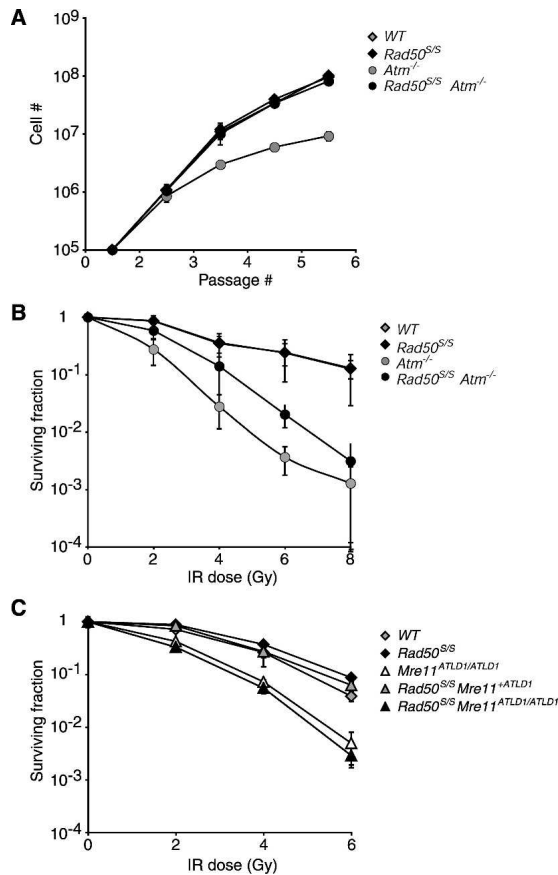 A
10⁹
10⁸
10⁷
10⁶
10⁵
Cell #
0 2 3 4 5 6
Passage #
WT
Rad50^S/S
Atm^-/-
Rad50^S/S Atm^-/-
B
1
10⁻¹
10⁻²
10⁻³
10⁻⁴
Surviving fraction
0 2 4 6 8
IR dose (Gy)
WT
Rad50^S/S
Atm^-/-
Rad50^S/S Atm^-/-
C
1
10⁻¹
10⁻²
10⁻³
10⁻⁴
Surviving fraction
0 2 4 6
IR dose (Gy)
WT
Rad50^S/S
Mre11^ATLD1/ATLD1
Rad50^S/S Mre11^+ATLD1
Rad50^S/S Mre11^ATLD1/ATLD1